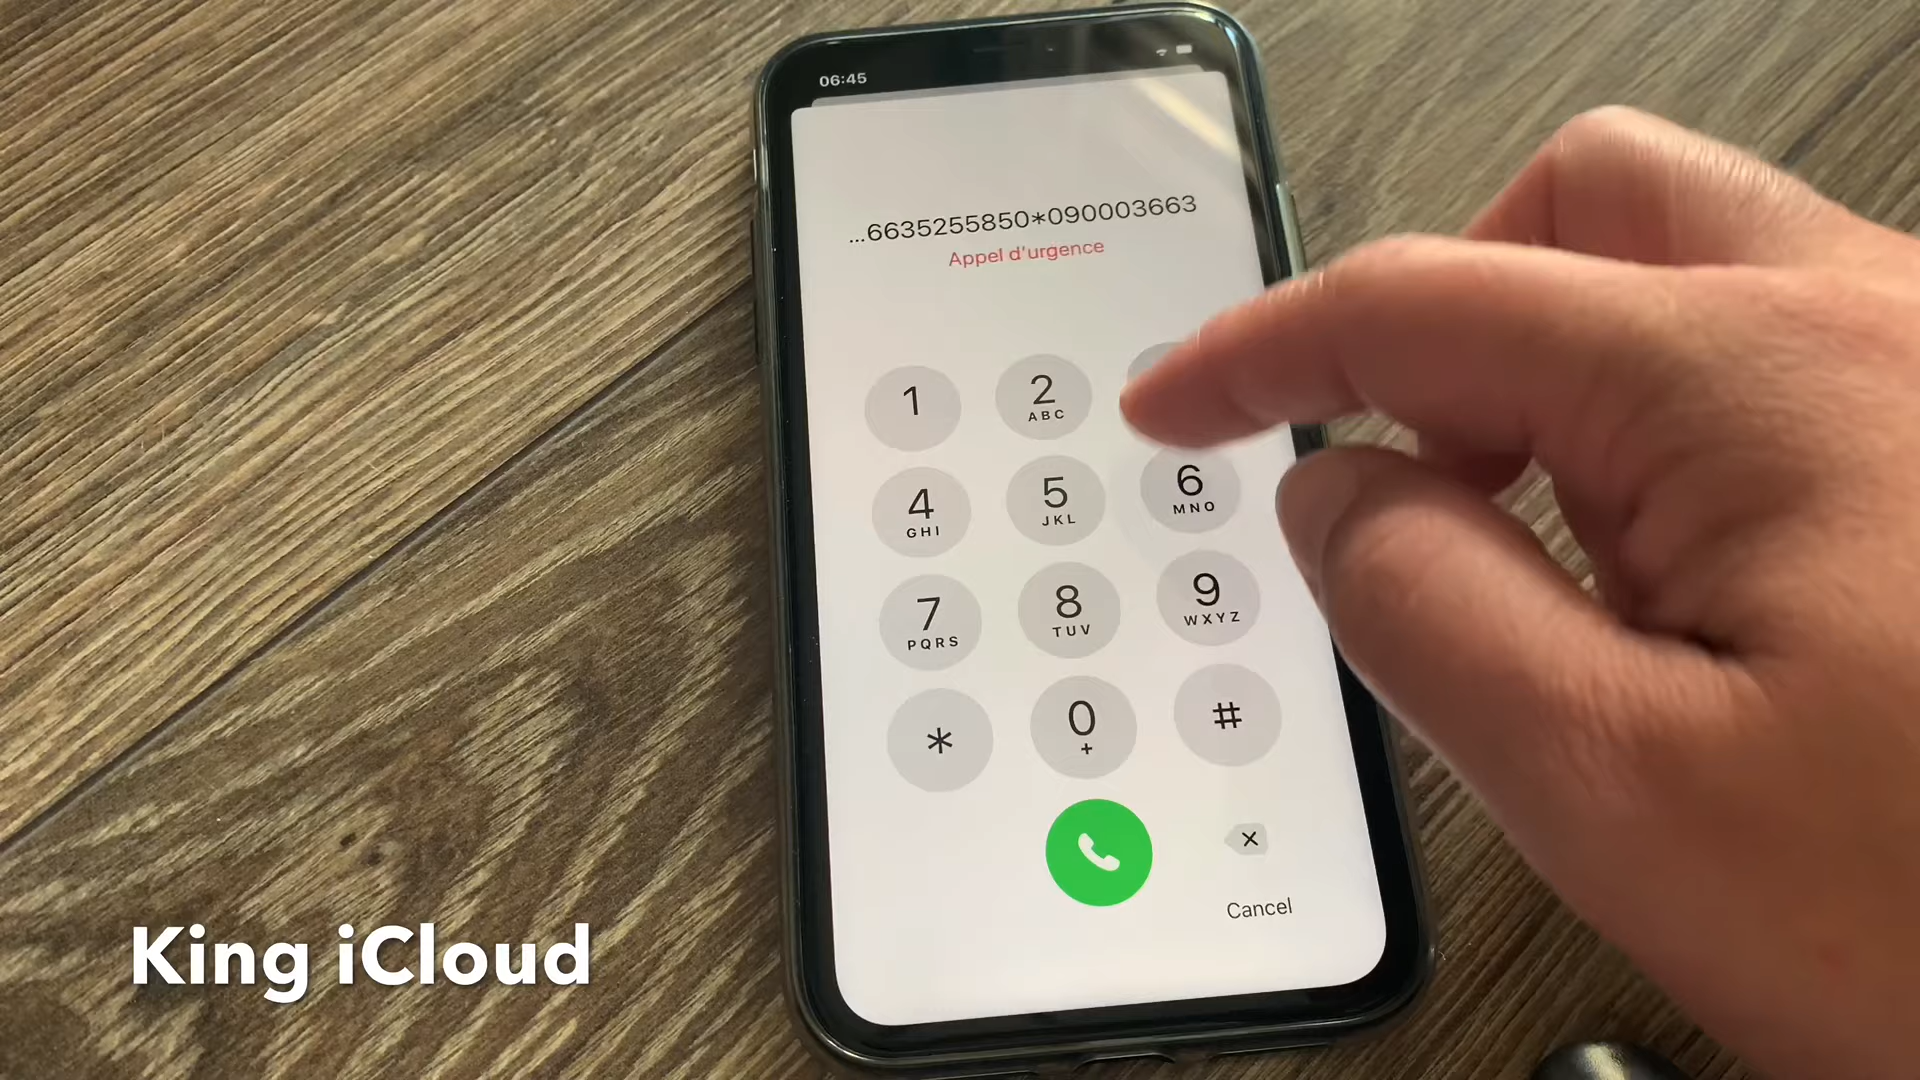 06:45
...6635255850*090003663
Appel d'urgence
1
2
ABC
4
GHI
5
JKL
6
MNO
7
PQRS
8
TUV
9
WXYZ
*
0
+
#
Cancel
King iCloud